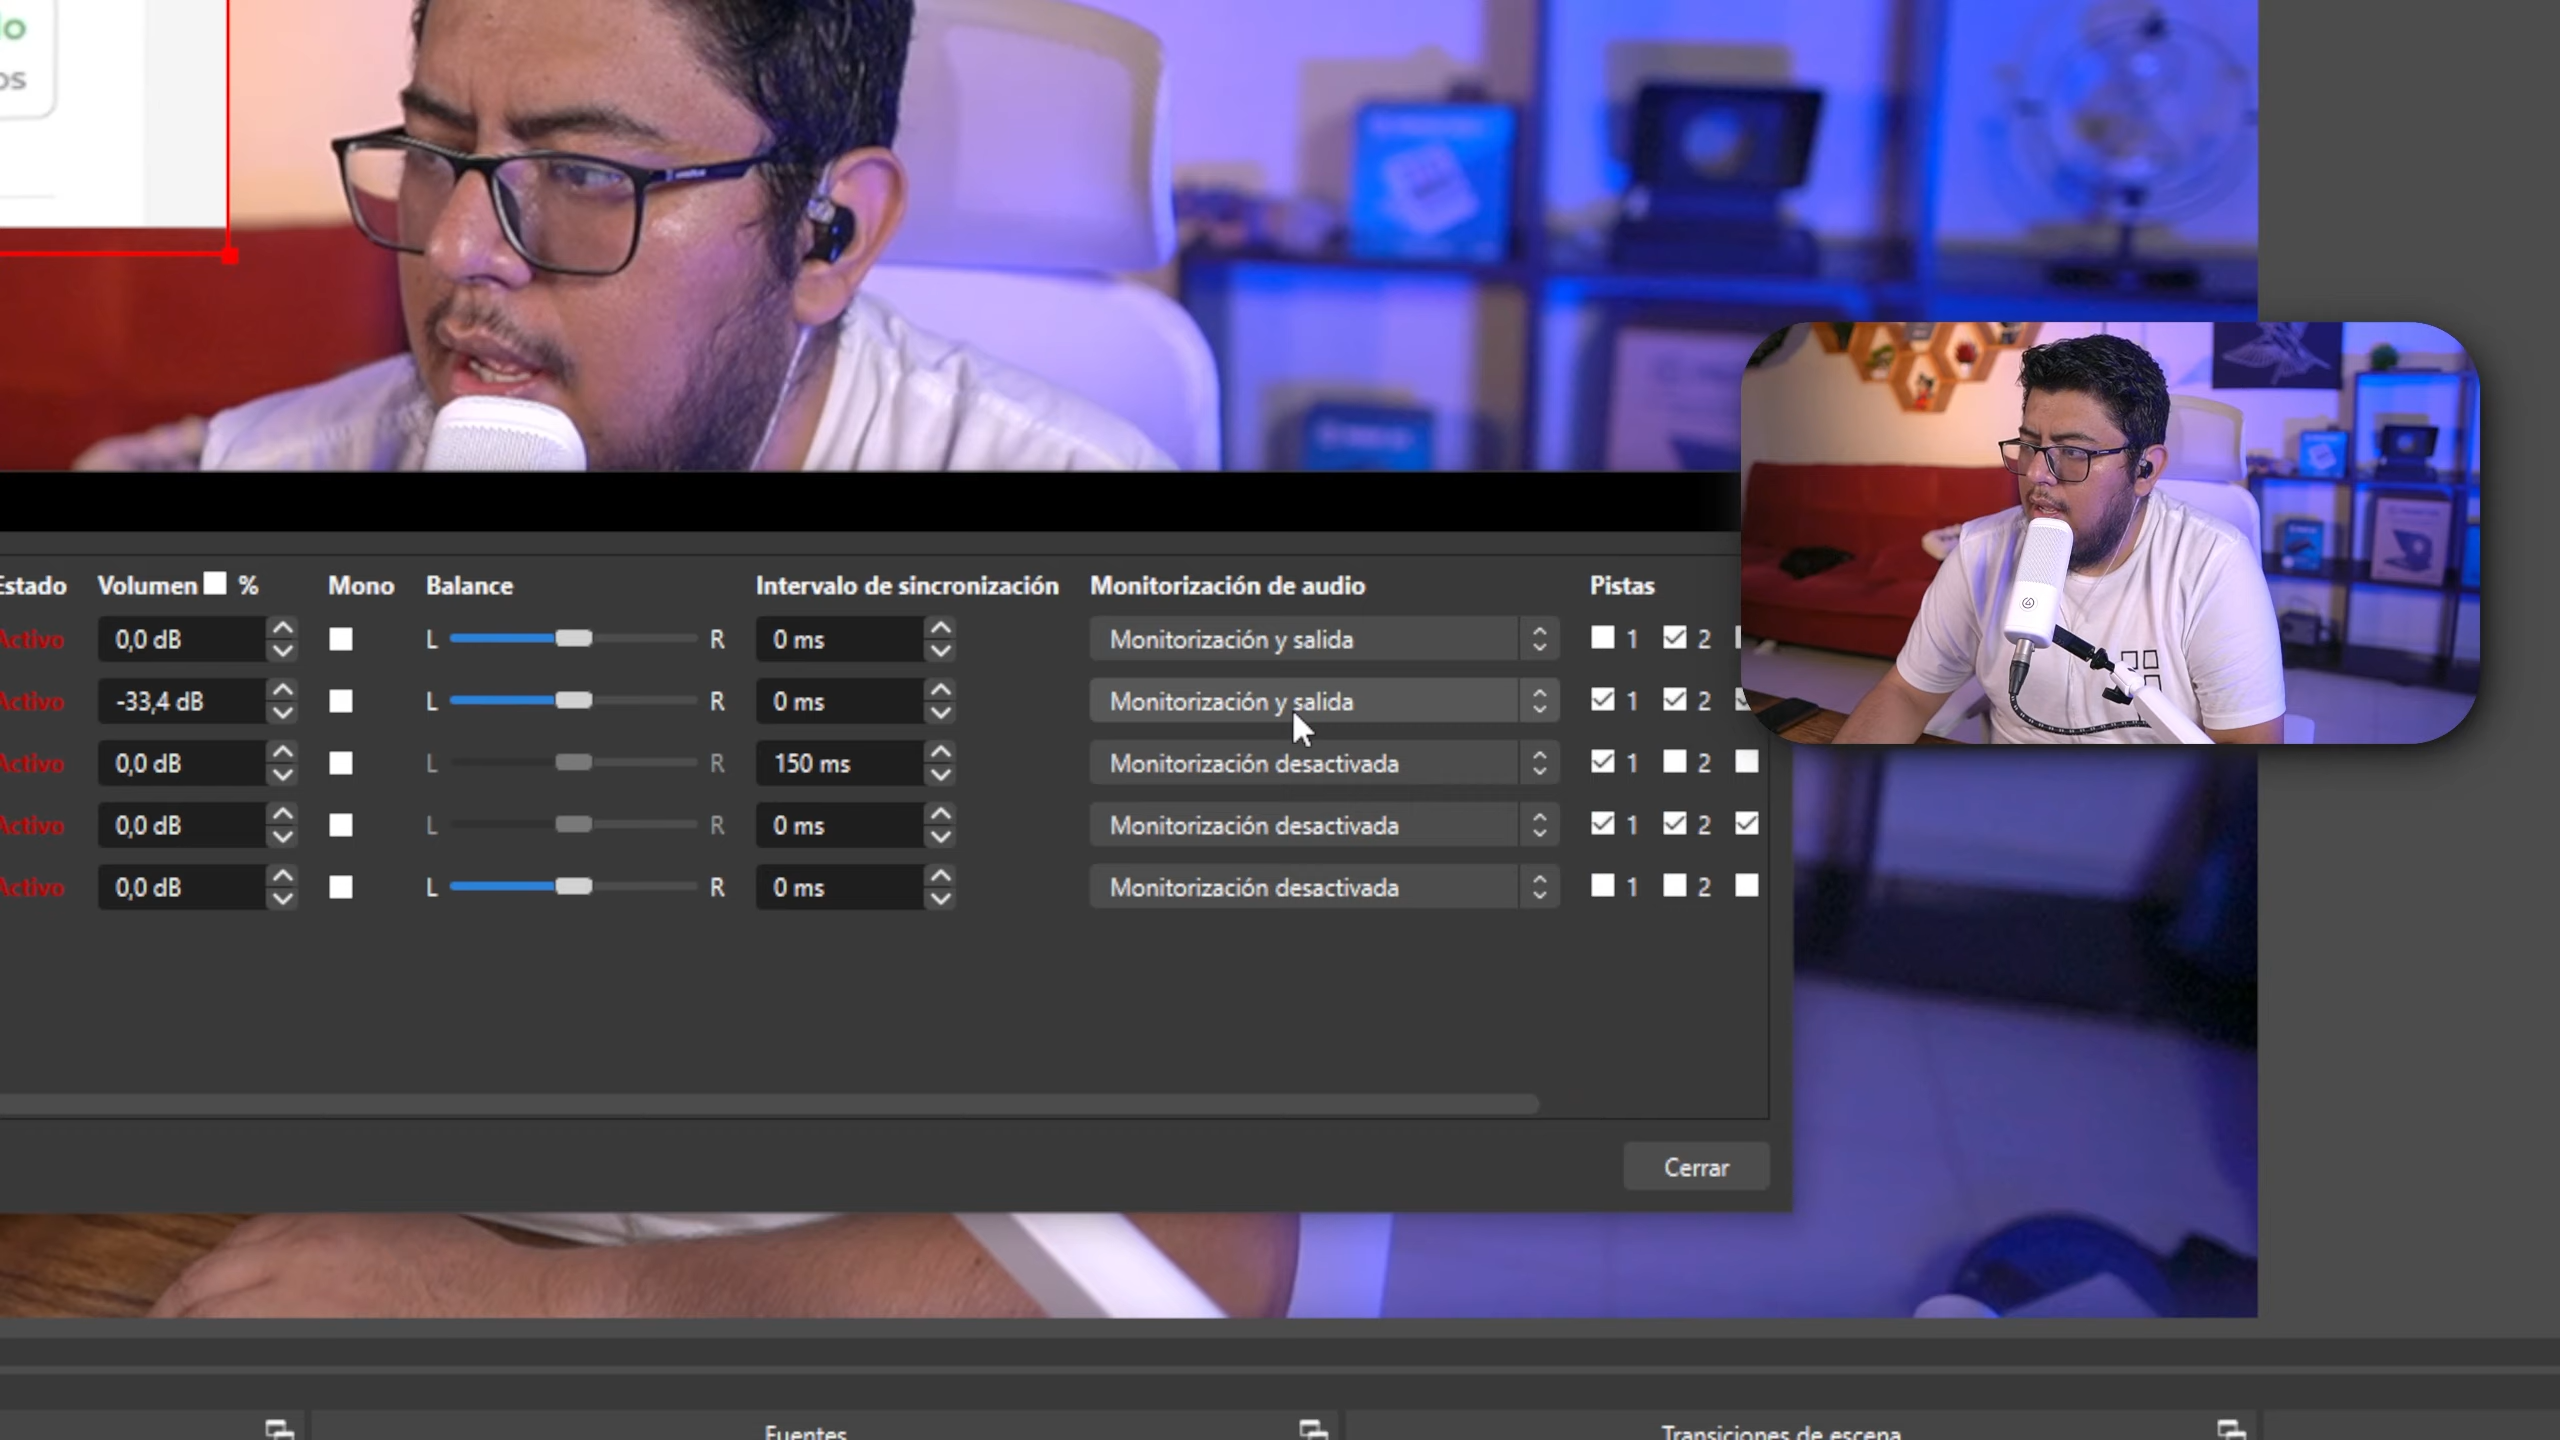 Estado Volumen % Mono Balance Intervalo de sincronización Monitorización de audio Pistas
Activo 0,0 dB L R 0 ms Monitorización y salida 1 2
Activo -33,4 dB L R 0 ms Monitorización y salida 1 2
Activo 0,0 dB L R 150 ms Monitorización desactivada 1 2
Activo 0,0 dB L R 0 ms Monitorización desactivada 1 2
Activo 0,0 dB L R 0 ms Monitorización desactivada 1 2
Cerrar
Fuentes Transiciones de escena